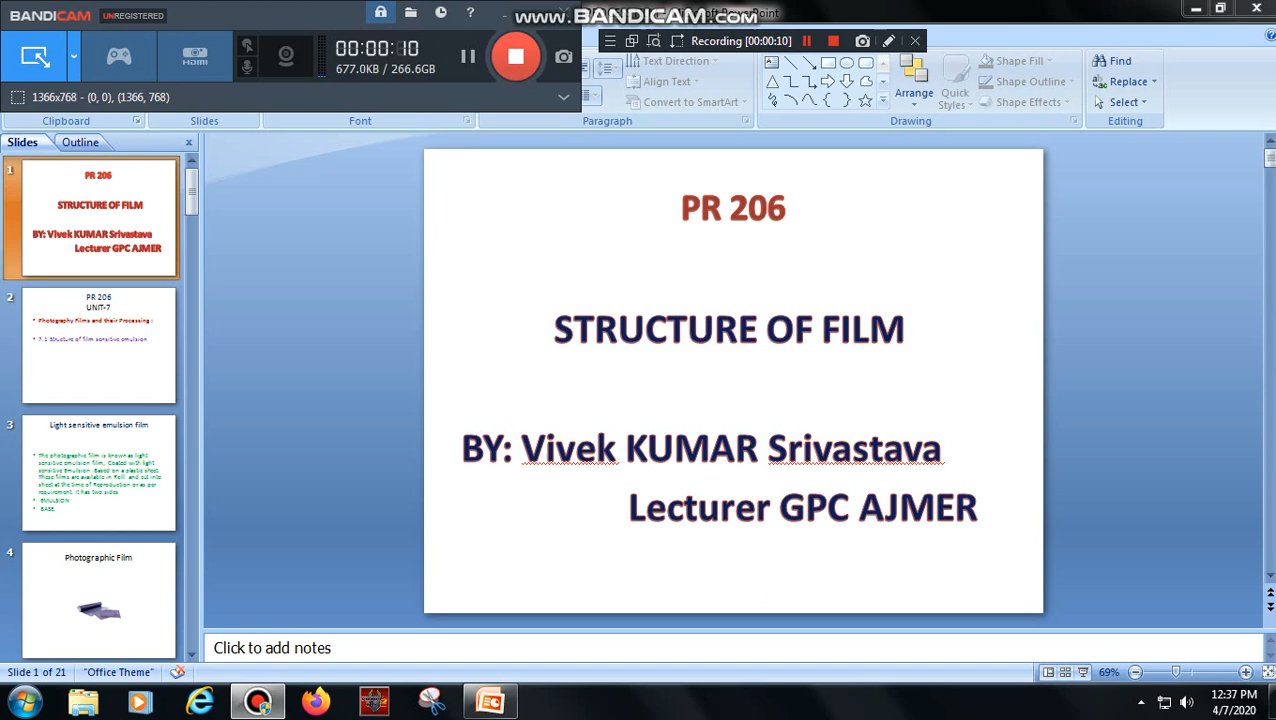 BANDICAM UNREGISTERED
www.BANDICAM.com
PowerPoint
00:00:10
677.0KB / 266.6GB
HDMI
Recording [00:00:10]
1366x768 - (0, 0), (1366, 768)
Text Direction
Align Text
Convert to SmartArt
Arrange
Quick
Styles
Shape Fill
Shape Outline
Shape Effects
Find
Replace
Select
Clipboard
Slides
Font
Paragraph
Drawing
Editing
Slides
Outline
1
PR 206
STRUCTURE OF FILM
BY: Vivek KUMAR Srivastava
Lecturer GPC AJMER
2
PR 206
UNIT-7
Photography Films and their Processing :
7.1 Structure of film sensitive emulsion
3
Light sensitive emulsion film
The photographic film is known as light
sensitive emulsion film, Coated with light
sensitive Emulsion . Based on a plastic sheet.
These films are available in Roll and cut into
sheet at the time of Reproduction or as per
requirement. It has two sides
EMULSION
BASE
4
Photographic Film
PR 206
STRUCTURE OF FILM
BY: Vivek KUMAR Srivastava
Lecturer GPC AJMER
Click to add notes
Slide 1 of 21
"Office Theme"
69%
12:37 PM
4/7/2020